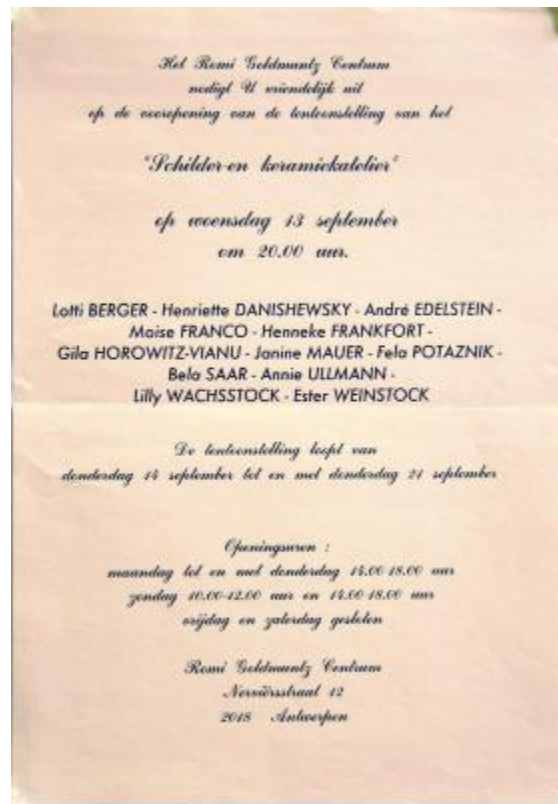 Het Romi Goldmuntz Centrum
nodigt U vriendelijk uit
op de vooropening van de tentoonstelling van het
"Schilder-en keramiekatelier"
op woensdag 13 september
om 20.00 uur.
Lotti BERGER - Henriette DANISHEWSKY - André EDELSTEIN -
Moise FRANCO - Henneke FRANKFORT -
Gila HOROWITZ-VIANU - Janine MAUER - Fela POTAZNIK -
Bela SAAR - Annie ULLMANN -
Lilly WACHSSTOCK - Ester WEINSTOCK
De tentoonstelling loopt van
donderdag 14 september tot en met donderdag 21 september
Openingsuren :
maandag tot en met donderdag 14.00-18.00 uur
zondag 10.00-12.00 uur en 14.00-18.00 uur
vrijdag en zaterdag gesloten
Romi Goldmuntz Centrum
Nerviërsstraat 12
2018 Antwerpen